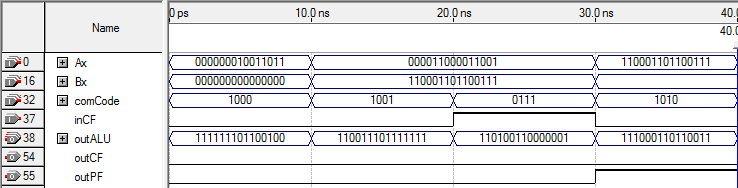 Name
0 ps 10.0 ns 20.0 ns 30.0 ns 40.
40.
0 Ax 000000010011011 000011000011001 110001101100111
16 Bx 000000000000000 110001101100111
32 comCode 1000 1001 0111 1010
37 inCF
38 outALU 111111101100100 110011101111111 110100110000001 111000110110011
54 outCF
55 outPF